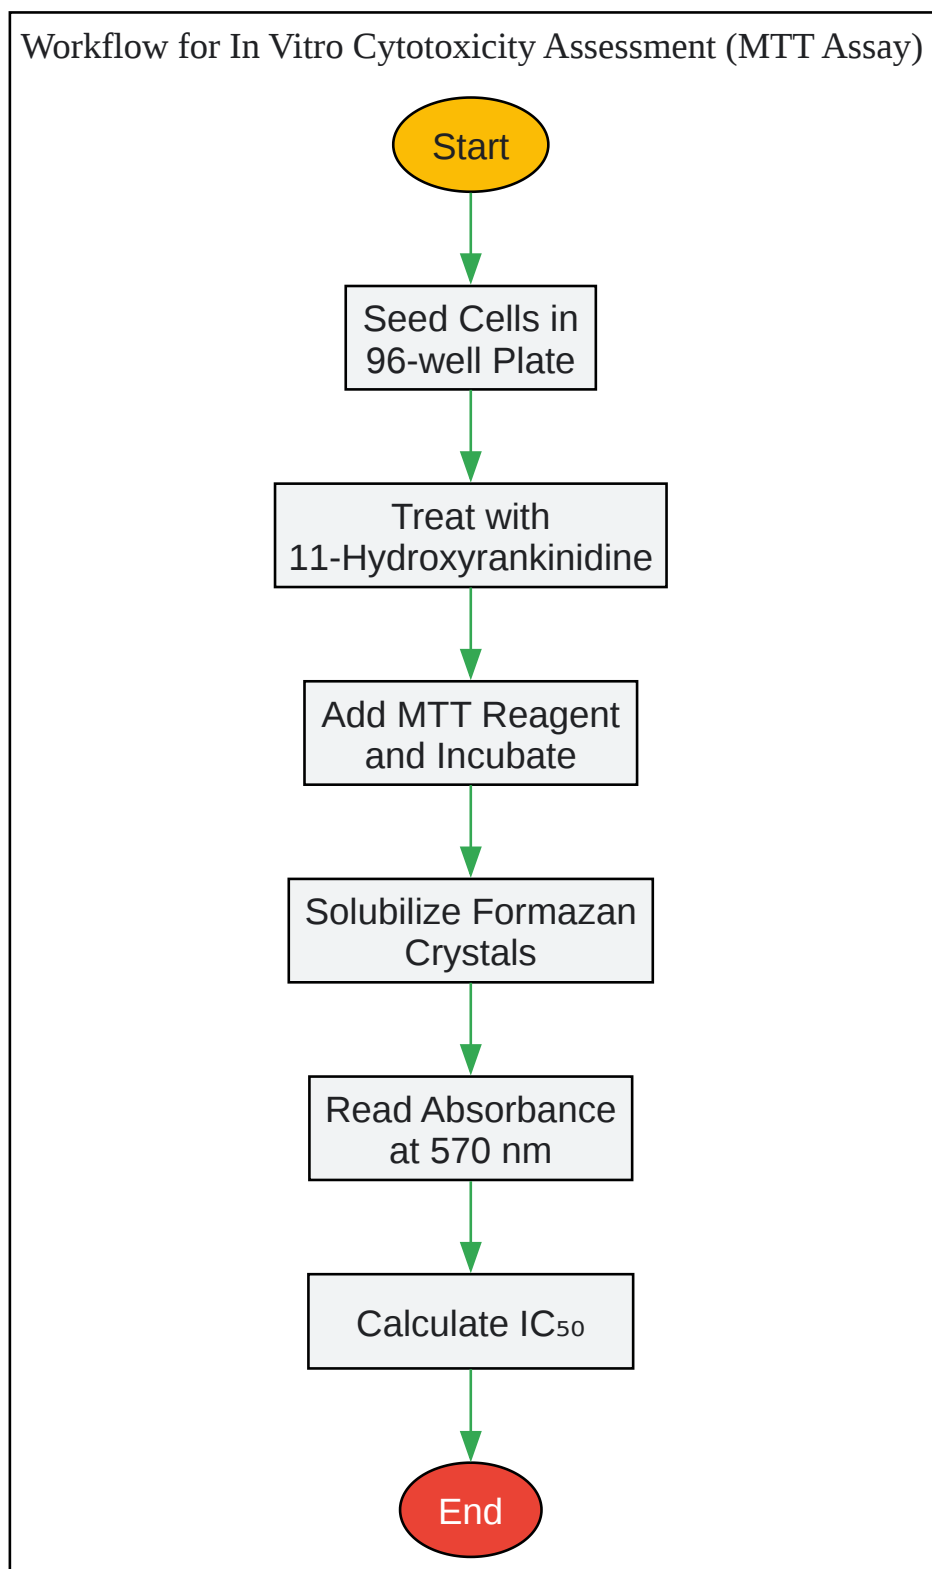 Workflow for In Vitro Cytotoxicity Assessment (MTT Assay)
Start
Seed Cells in
96-well Plate
Treat with
11-Hydroxyrankinidine
Add MTT Reagent
and Incubate
Solubilize Formazan
Crystals
Read Absorbance
at 570 nm
Calculate IC₅₀
End